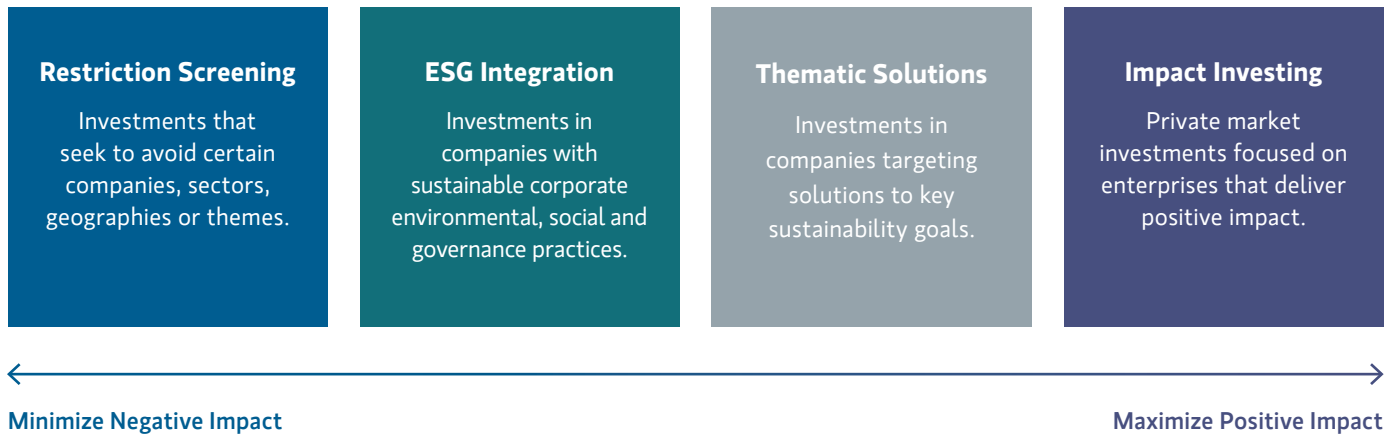 Restriction Screening
Investments that
seek to avoid certain
companies, sectors,
geographies or themes.
ESG Integration
Investments in
companies with
sustainable corporate
environmental, social and
governance practices.
Thematic Solutions
Investments in
companies targeting
solutions to key
sustainability goals.
Impact Investing
Private market
investments focused on
enterprises that deliver
positive impact.
Minimize Negative Impact
Maximize Positive Impact